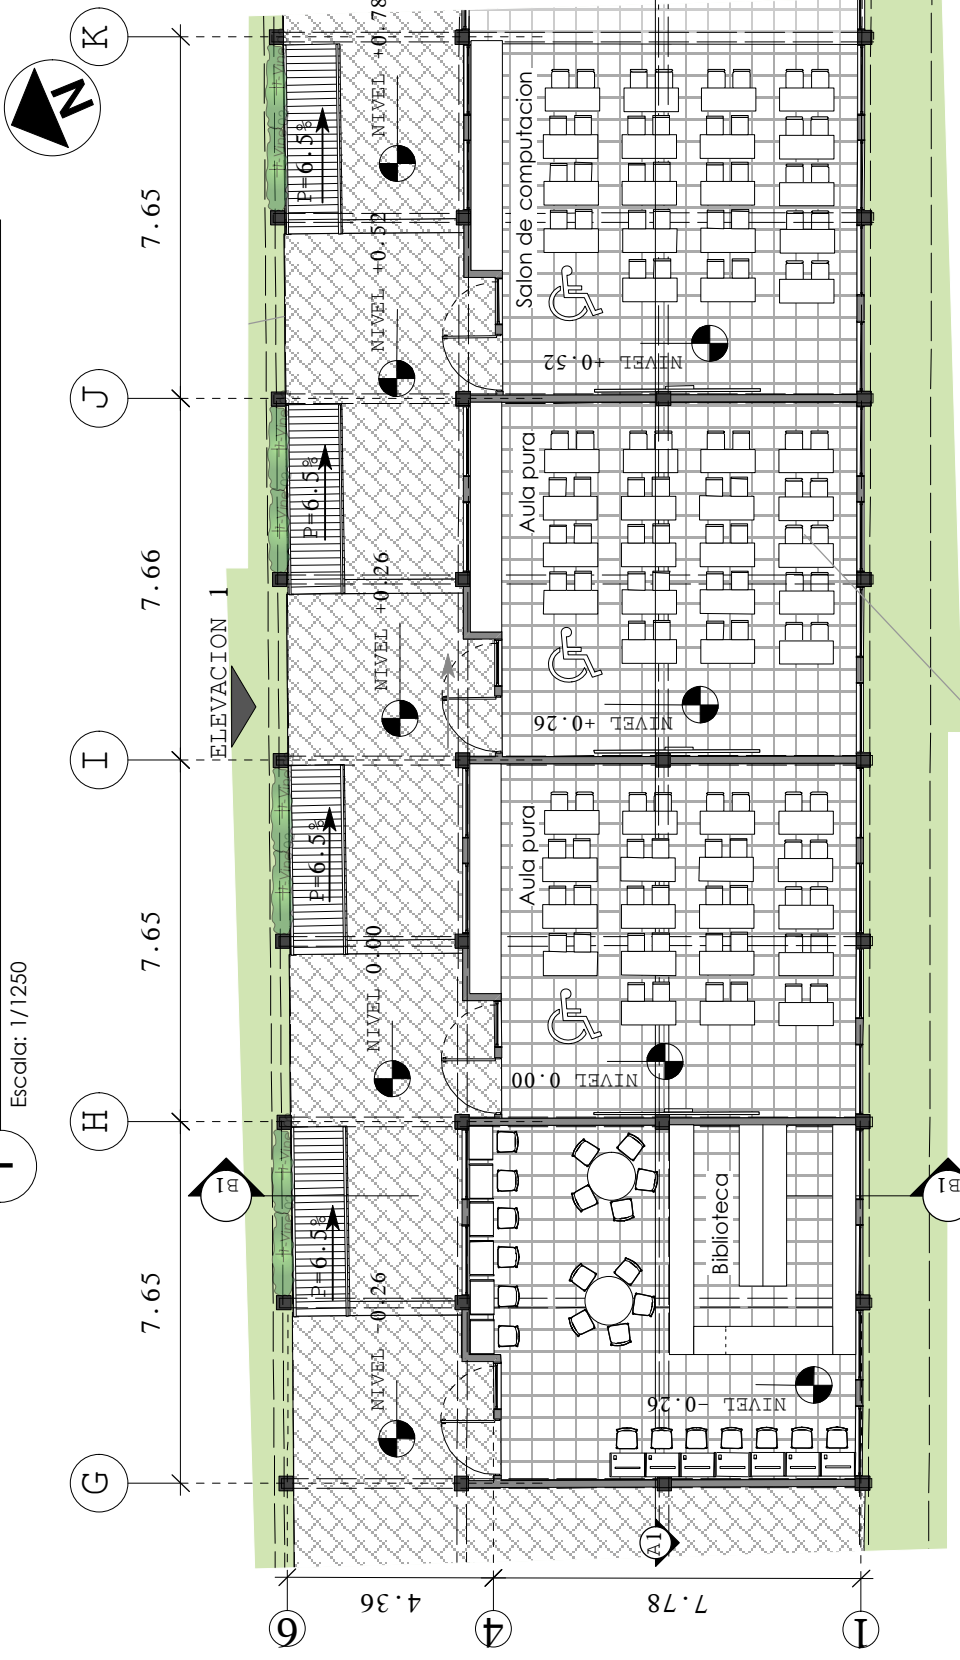 K
N
NIVEL +0.78
P=6.5%
Salon de computacion
7.65
NIVEL +0.52
NIVEL +0.52
J
P=6.5%
Aula pura
7.66
NIVEL +0.26
NIVEL +0.26
ELEVACION 1
I
P=6.5%
Aula pura
7.65
NIVEL 0.00
NIVEL 0.00
Escala: 1/1250
H
B1
B1
P=6.5%
Biblioteca
7.65
NIVEL -0.26
NIVEL -0.26
G
A1
4.36
7.78
6
4
1